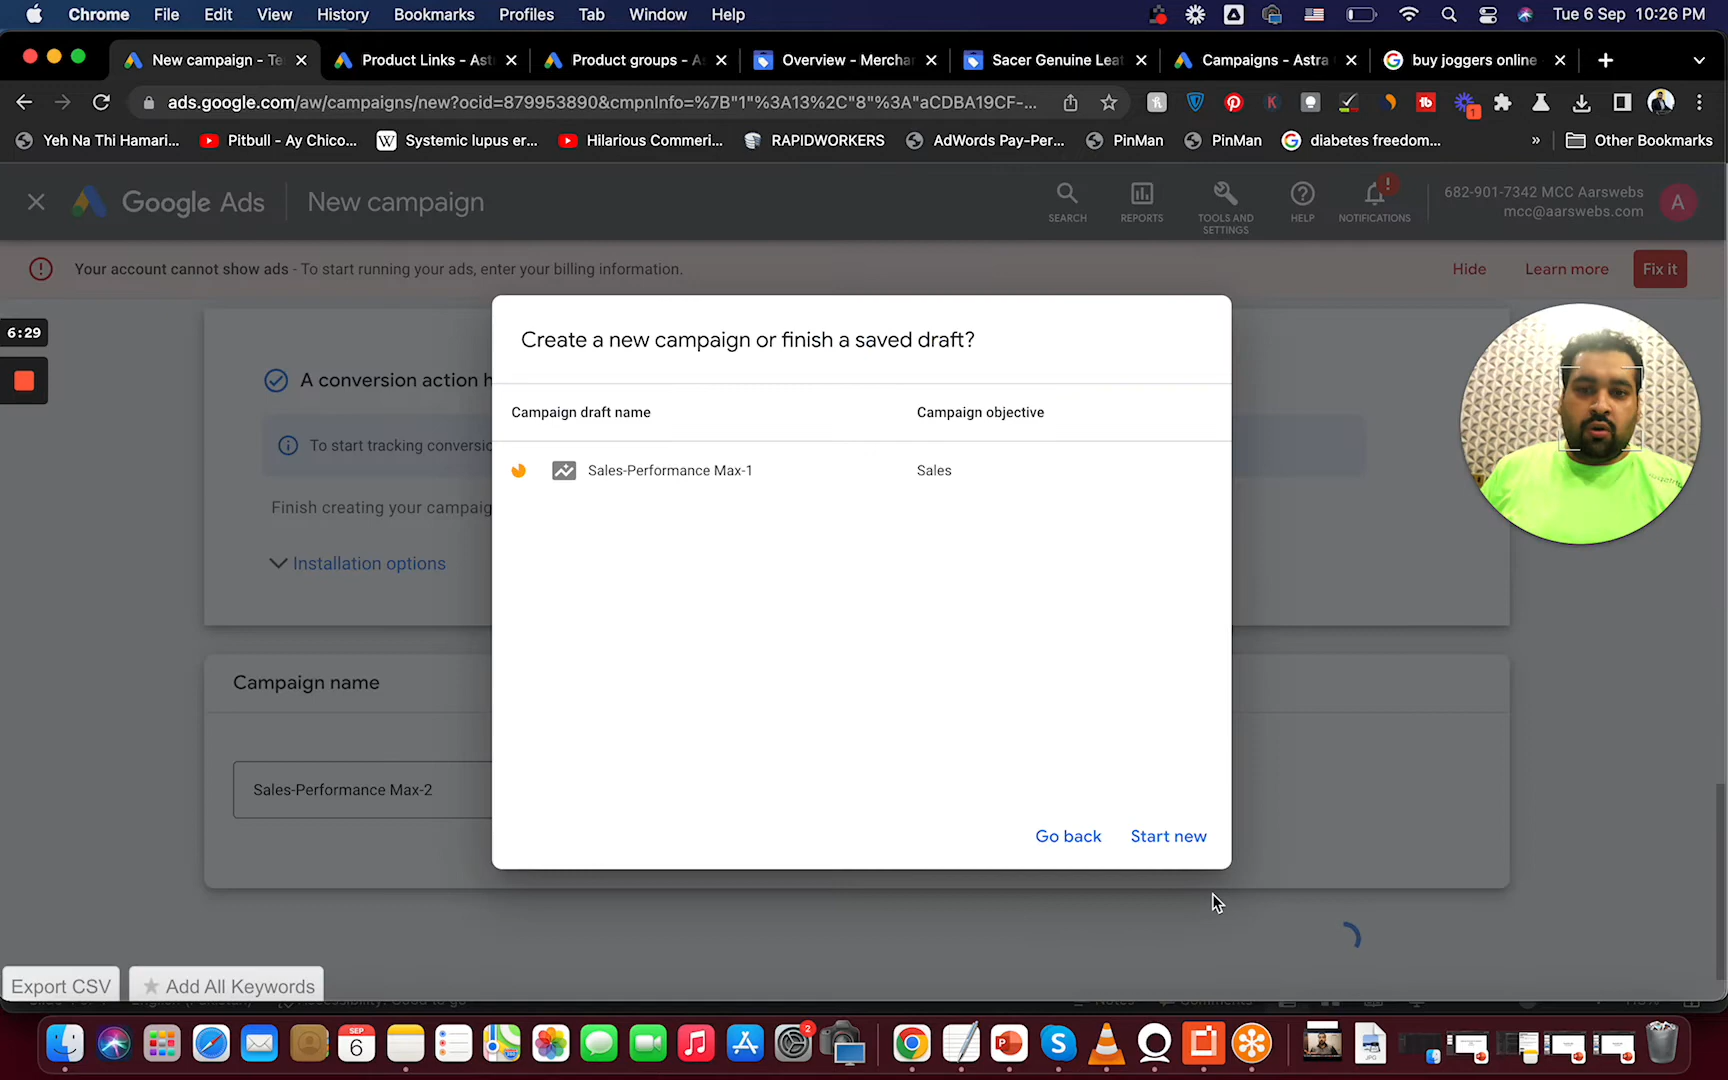 Chrome File Edit View History Bookmarks Profiles Tab Window Help Tue 6 Sep 10:26 PM
New campaign - Te Product Links - Ast Product groups - A Overview - Mercha Sacer Genuine Leat Campaigns - Astra buy joggers online
ads.google.com/aw/campaigns/new?ocid=879953890&cmpnInfo=%7B"1"%3A13%2C"8"%3A"aCDBA19CF-...
Yeh Na Thi Hamari... Pitbull - Ay Chico... Systemic lupus er... Hilarious Commeri... RAPIDWORKERS AdWords Pay-Per... PinMan PinMan diabetes freedom... » Other Bookmarks
Google Ads New campaign
SEARCH REPORTS TOOLS AND SETTINGS HELP NOTIFICATIONS
682-901-7342 MCC Aarswebs
mcc@aarswebs.com
A
Your account cannot show ads - To start running your ads, enter your billing information. Hide Learn more Fix it
6:29
Create a new campaign or finish a saved draft?
A conversion action h
Campaign draft name Campaign objective
To start tracking conversic
Sales-Performance Max-1 Sales
Finish creating your campaig
Installation options
Campaign name
Sales-Performance Max-2
Go back Start new
Export CSV Add All Keywords
SEP
6
2